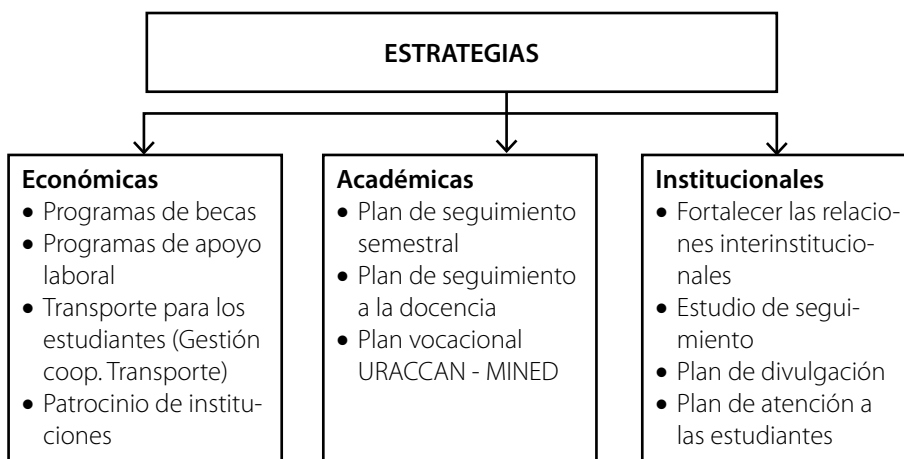 ESTRATEGIAS
Económicas
• Programas de becas
• Programas de apoyo
laboral
• Transporte para los
estudiantes (Gestión
coop. Transporte)
• Patrocinio de institu-
ciones
Académicas
• Plan de seguimiento
semestral
• Plan de seguimiento
a la docencia
• Plan vocacional
URACCAN - MINED
Institucionales
• Fortalecer las relacio-
nes interinstitucio-
nales
• Estudio de segui-
miento
• Plan de divulgación
• Plan de atención a
las estudiantes